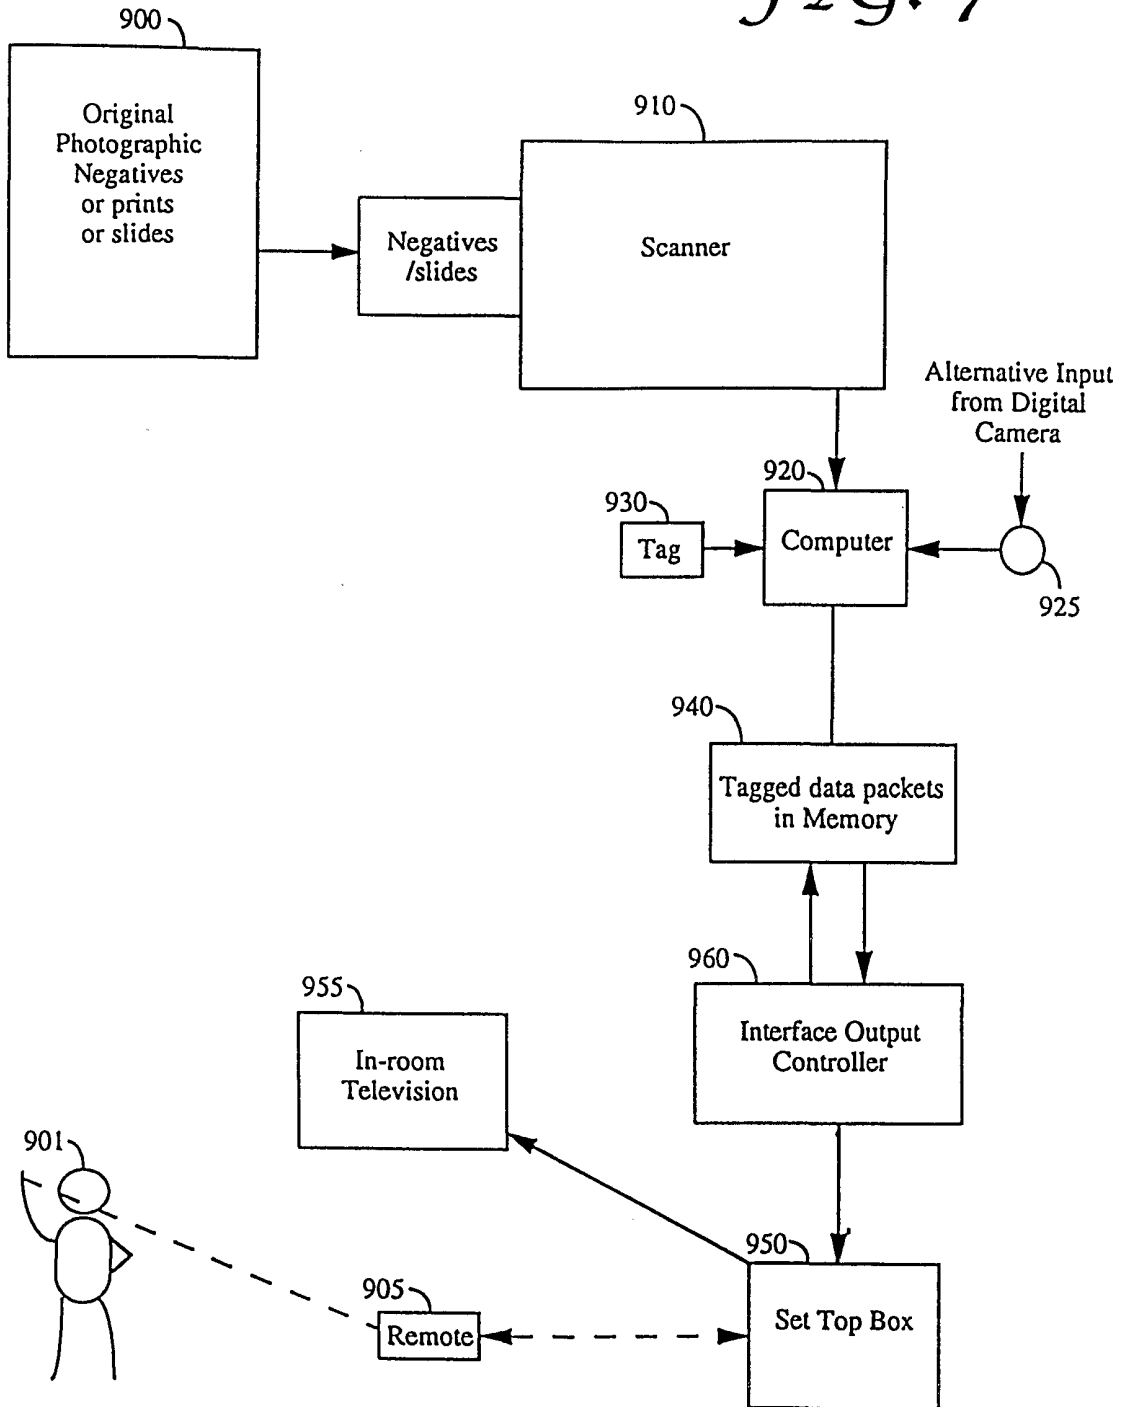 900
Original
Photographic
Negatives
or prints
or slides
910
Negatives
/slides
Scanner
Alternative Input
from Digital
Camera
920
930
Tag
Computer
925
940
Tagged data packets
in Memory
960
955
Interface Output
Controller
In-room
Television
901
950
905
Remote
Set Top Box